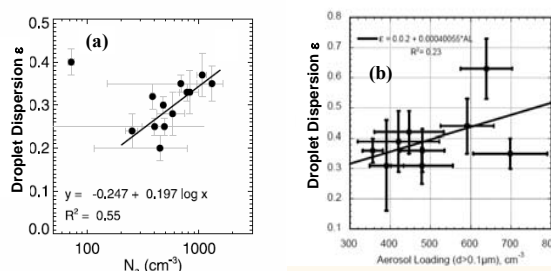 (a)
Droplet Dispersion ε
0.5
0.4
0.3
0.2
0.1
0.0
y = -0.247 + 0.197 log x
R² = 0.55
100
1000
(cm⁻³)
(b)
Droplet Dispersion ε
ε = 0.0.2 + 0.00040055*AL
R²= 0.23
0.8
0.7
0.6
0.5
0.4
0.3
0.2
0.1
300 400 500 600 700 800
Aerosol Loading (d>0.1μm), cm⁻³